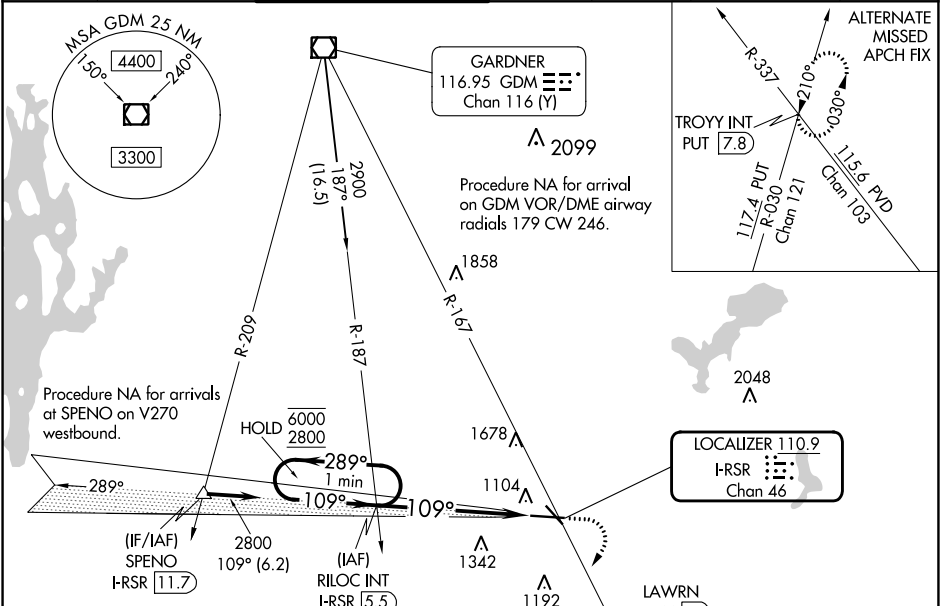 MSA GDM 25 NM
150°
240°
4400
3300
GARDNER
116.95 GDM
Chan 116 (Y)
2099
2900
187°
(16.5)
Procedure NA for arrival
on GDM VOR/DME airway
radials 179 CW 246.
ALTERNATE
MISSED
APCH FIX
R-337
210°
030°
TROYY INT
PUT 7.8
117.4 PUT
R-030
Chan 121
115.6 PVD
Chan 103
1858
R-209
R-187
R-167
2048
Procedure NA for arrivals
at SPENO on V270
westbound.
HOLD
6000
2800
1678
LOCALIZER 110.9
I-RSR
Chan 46
289°
289°
1 min
109°
109°
1104
(IF/IAF)
SPENO
I-RSR 11.7
2800
109° (6.2)
(IAF)
RILOC INT
I-RSR 5.5
1342
1192
LAWRN